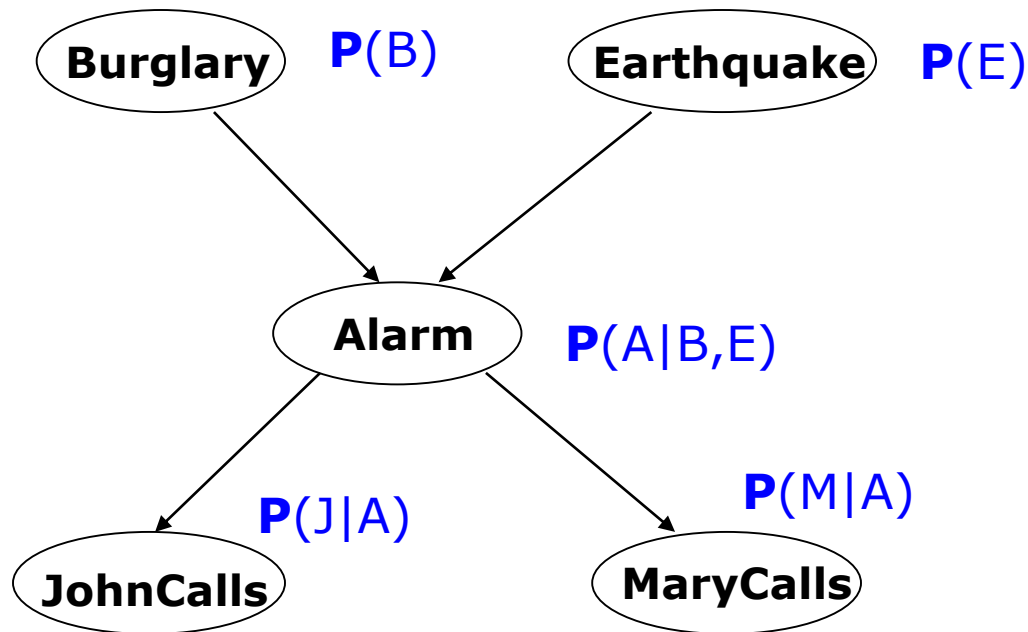 Burglary
P(B)
Earthquake
P(E)
Alarm
P(A|B,E)
P(J|A)
P(M|A)
JohnCalls
MaryCalls